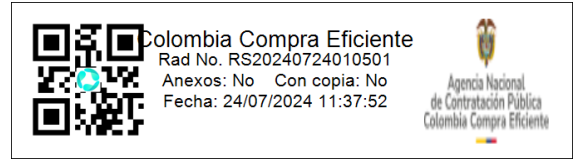 Colombia Compra Eficiente
Rad No. RS20240724010501
Anexos: No Con copia: No
Fecha: 24/07/2024 11:37:52
Agencia Nacional
de Contratación Pública
Colombia Compra Eficiente